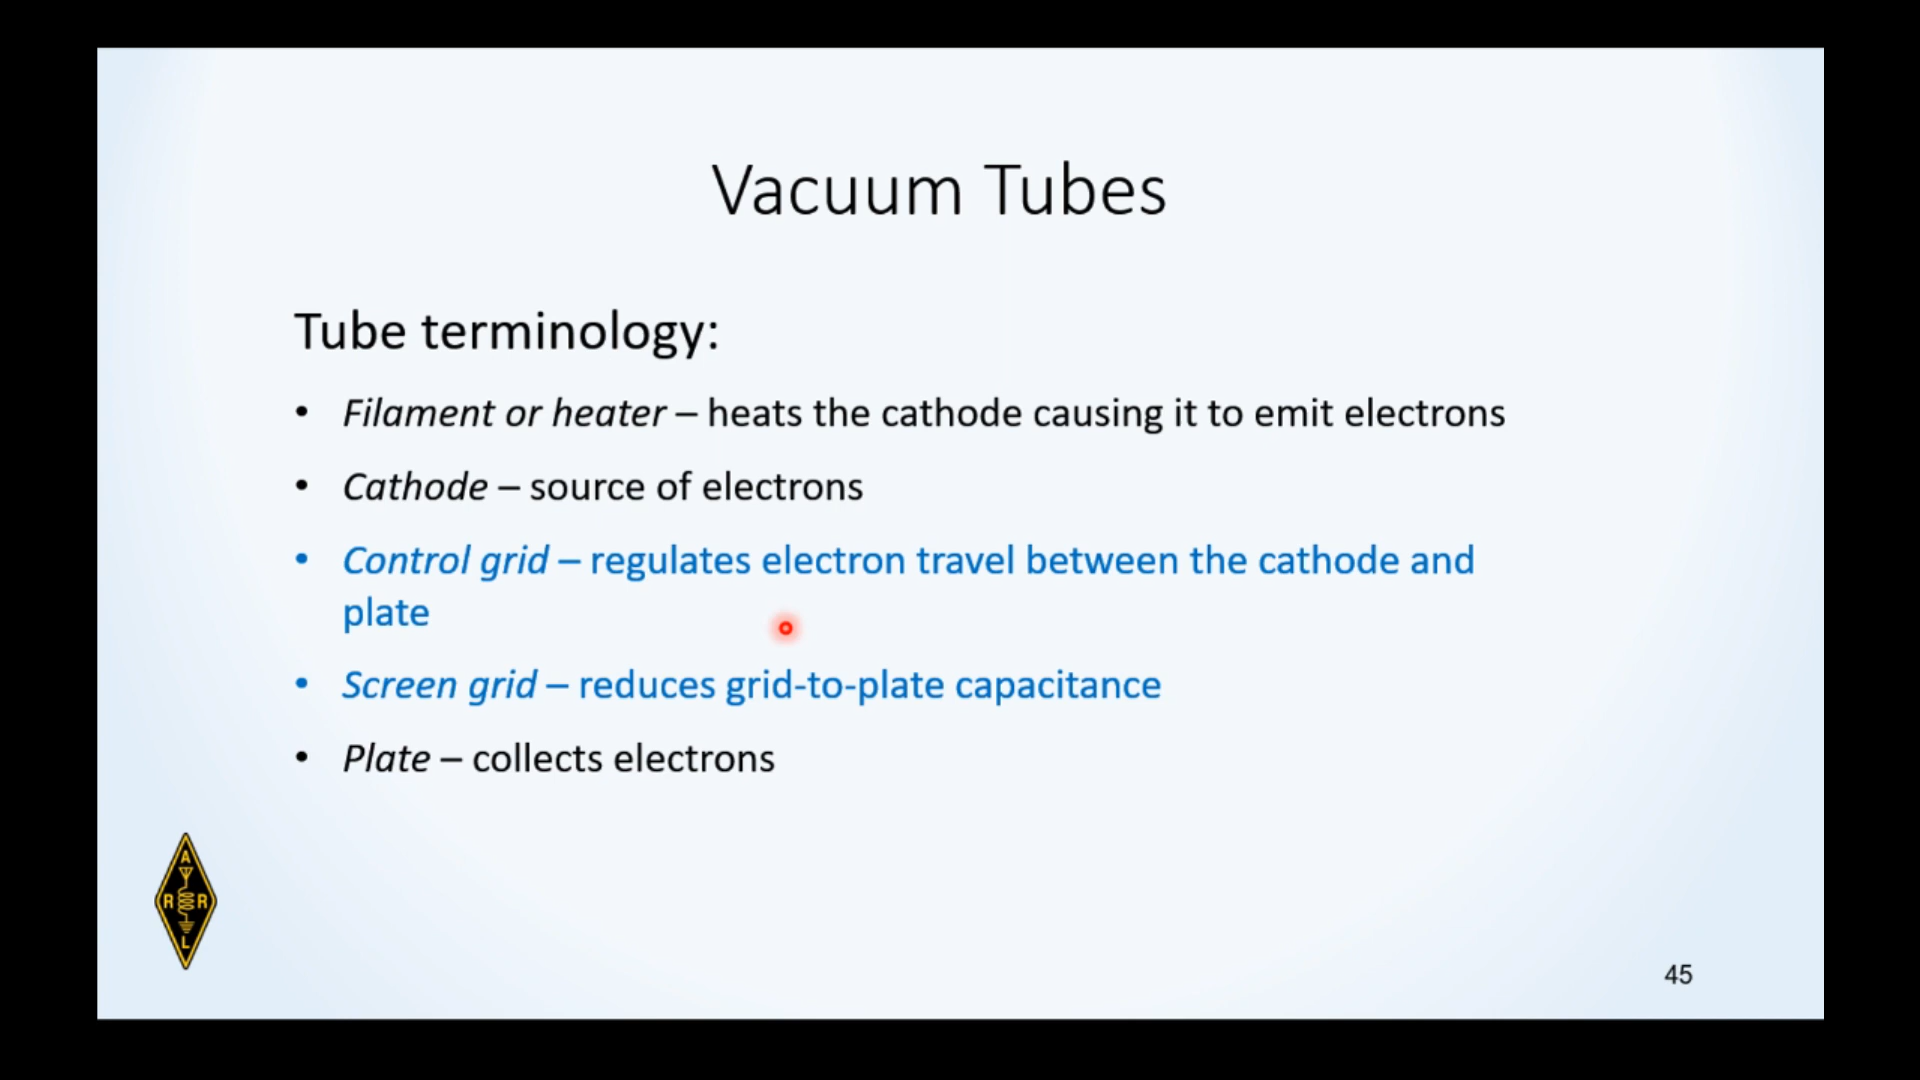 Vacuum Tubes
Tube terminology:
• Filament or heater – heats the cathode causing it to emit electrons
• Cathode – source of electrons
• Control grid – regulates electron travel between the cathode and
plate
• Screen grid – reduces grid-to-plate capacitance
• Plate – collects electrons
A
R R
L
45